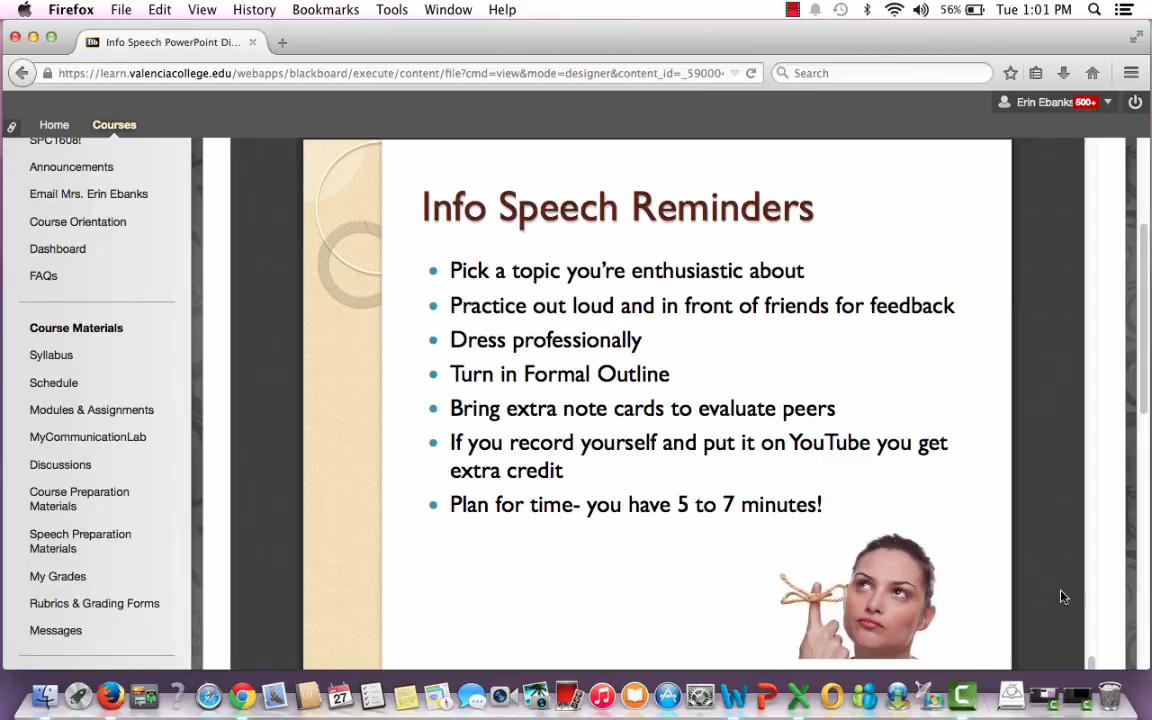 Firefox File Edit View History Bookmarks Tools Window Help 56% Tue 1:01 PM
Bb Info Speech PowerPoint Di...
https://learn.valenciacollege.edu/webapps/blackboard/execute/content/file?cmd=view&mode=designer&content_id=_59000 Search
Erin Ebanks 500+
Home Courses
SPC1608!
Announcements
Email Mrs. Erin Ebanks
Course Orientation
Dashboard
FAQs
Course Materials
Syllabus
Schedule
Modules & Assignments
MyCommunicationLab
Discussions
Course Preparation
Materials
Speech Preparation
Materials
My Grades
Rubrics & Grading Forms
Messages
Info Speech Reminders
• Pick a topic you're enthusiastic about
• Practice out loud and in front of friends for feedback
• Dress professionally
• Turn in Formal Outline
• Bring extra note cards to evaluate peers
• If you record yourself and put it on YouTube you get
extra credit
• Plan for time- you have 5 to 7 minutes!